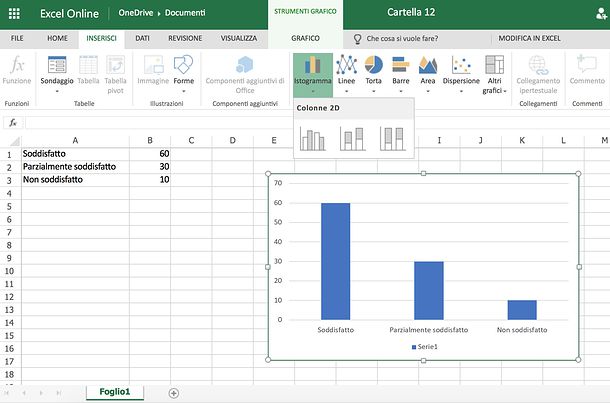 Excel Online OneDrive ▸ Documenti STRUMENTI GRAFICO Cartella 12
FILE HOME INSERISCI DATI REVISIONE VISUALIZZA GRAFICO Che cosa si vuole fare? MODIFICA IN EXCEL
Funzione Sondaggio Tabella Tabella pivot Immagine Forme Componenti aggiuntivi di Office Istogramma Linee Torta Barre Area Dispersione Altri grafici Collegamento ipertestuale Commento
Funzioni Tabelle Illustrazioni Componenti aggiuntivi Collegamenti Commenti
Colonne 2D
fx
A B C D E I J K L M
1 Soddisfatto 60
2 Parzialmente soddisfatto 30
3 Non soddisfatto 10
4
5
6
7
8
9
10
11
12
13
14
15
16
17
18
70
60
50
40
30
20
10
0
Soddisfatto Parzialmente soddisfatto Non soddisfatto
Serie1
Foglio1